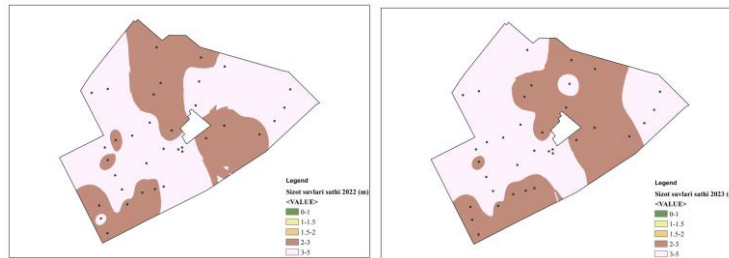 Legend
Sizot suvlari sathi 2022 (m)
<VALUE>
0-1
1-1.5
1.5-2
2-3
3-5
Legend
Sizot suvlari sathi 2023 (
<VALUE>
0-1
1-1.5
1.5-2
2-3
3-5